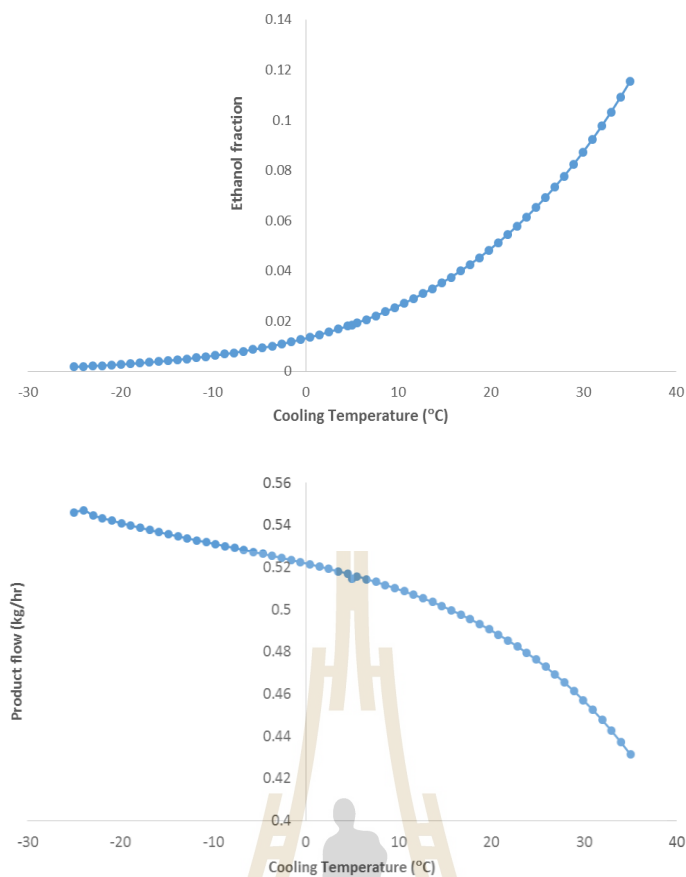 0.14
0.12
0.1
0.08
0.06
0.04
0.02
0
Ethanol fraction
-30 -20 -10 0 10 20 30 40
Cooling Temperature (°C)
0.56
0.54
0.52
0.5
0.48
0.46
0.44
0.42
0.4
Product flow (kg/hr)
-30 -20 -10 0 10 20 30 40
Cooling Temperature (°C)